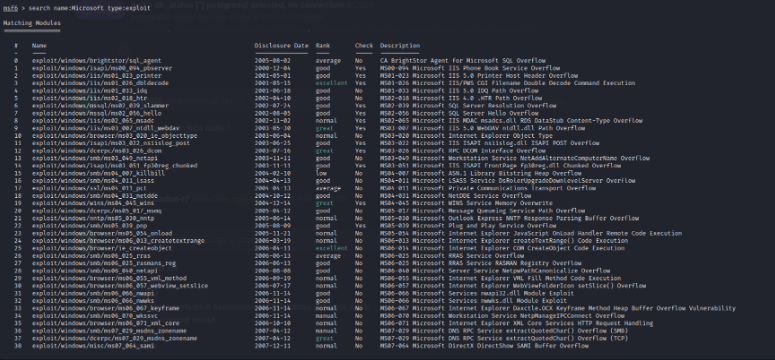 msf6 > search name:Microsoft type:exploit
Matching Modules
# Name Disclosure Date Rank Check Description
0 exploit/windows/brightstor/sql_agent 2005-08-02 average No CA BrightStor Agent for Microsoft SQL Overflow
1 exploit/windows/isapi/ms00_094_pbserver 2000-12-04 good Yes MS00-094 Microsoft IIS Phone Book Service Overflow
2 exploit/windows/iis/ms01_023_printer 2001-05-01 good Yes MS01-023 Microsoft IIS 5.0 Printer Host Header Overflow
3 exploit/windows/iis/ms01_026_dbldecode 2001-05-15 excellent Yes MS01-026 Microsoft IIS/PWS CGI Filename Double Decode Command Execution
4 exploit/windows/iis/ms01_033_idq 2001-06-18 good No MS01-033 Microsoft IIS 5.0 IDQ Path Overflow
5 exploit/windows/iis/ms02_018_htr 2002-04-10 good No MS02-018 Microsoft IIS 4.0 .HTR Path Overflow
6 exploit/windows/mssql/ms02_039_slammer 2002-07-24 good Yes MS02-039 Microsoft SQL Server Resolution Overflow
7 exploit/windows/mssql/ms02_056_hello 2002-08-05 good Yes MS02-056 Microsoft SQL Server Hello Overflow
8 exploit/windows/iis/ms02_065_msadc 2002-11-02 normal Yes MS02-065 Microsoft IIS MDAC msadcs.dll RDS DataStub Content-Type Overflow
9 exploit/windows/iis/ms03_007_ntdll_webdav 2003-05-30 great Yes MS03-007 Microsoft IIS 5.0 WebDAV ntdll.dll Path Overflow
10 exploit/windows/browser/ms03_020_ie_objecttype 2003-06-04 normal No MS03-020 Microsoft Internet Explorer Object Type
11 exploit/windows/isapi/ms03_022_nsiislog_post 2003-06-25 good Yes MS03-022 Microsoft IIS ISAPI nsiislog.dll ISAPI POST Overflow
12 exploit/windows/dcerpc/ms03_026_dcom 2003-07-16 great Yes MS03-026 Microsoft RPC DCOM Interface Overflow
13 exploit/windows/smb/ms03_049_netapi 2003-11-11 good No MS03-049 Microsoft Workstation Service NetAddAlternateComputerName Overflow
14 exploit/windows/isapi/ms03_051_fp30reg_chunked 2003-11-11 good Yes MS03-051 Microsoft IIS ISAPI FrontPage fp30reg.dll Chunked Overflow
15 exploit/windows/smb/ms04_007_killbill 2004-02-10 low No MS04-007 Microsoft ASN.1 Library Bitstring Heap Overflow
16 exploit/windows/smb/ms04_011_lsass 2004-04-13 good No MS04-011 Microsoft LSASS Service DsRolerUpgradeDownlevelServer Overflow
17 exploit/windows/ssl/ms04_011_pct 2004-04-13 average No MS04-011 Microsoft Private Communications Transport Overflow
18 exploit/windows/smb/ms04_031_netdde 2004-10-12 good No MS04-031 Microsoft NetDDE Service Overflow
19 exploit/windows/wins/ms04_045_wins 2004-12-14 great Yes MS04-045 Microsoft WINS Service Memory Overwrite
20 exploit/windows/dcerpc/ms05_017_msmq 2005-04-12 good No MS05-017 Microsoft Message Queueing Service Path Overflow
21 exploit/windows/nntp/ms05_030_nntp 2005-06-14 normal No MS05-030 Microsoft Outlook Express NNTP Response Parsing Buffer Overflow
22 exploit/windows/smb/ms05_039_pnp 2005-08-09 good Yes MS05-039 Microsoft Plug and Play Service Overflow
23 exploit/windows/browser/ms05_054_onload 2005-11-21 normal No MS05-054 Microsoft Internet Explorer JavaScript OnLoad Handler Remote Code Execution
24 exploit/windows/browser/ms06_013_createtextrange 2006-03-19 normal No MS06-013 Microsoft Internet Explorer createTextRange() Code Execution
25 exploit/windows/browser/ie_createobject 2006-04-11 excellent No MS06-014 Microsoft Internet Explorer COM CreateObject Code Execution
26 exploit/windows/smb/ms06_025_rras 2006-06-13 average No MS06-025 Microsoft RRAS Service Overflow
27 exploit/windows/smb/ms06_025_rasmans_reg 2006-06-13 good No MS06-025 Microsoft RRAS Service RASMAN Registry Overflow
28 exploit/windows/smb/ms06_040_netapi 2006-08-08 good No MS06-040 Microsoft Server Service NetpwPathCanonicalize Overflow
29 exploit/windows/browser/ms06_055_vml_method 2006-09-19 normal No MS06-055 Microsoft Internet Explorer VML Fill Method Code Execution
30 exploit/windows/browser/ms06_057_webview_setslice 2006-07-17 normal No MS06-057 Microsoft Internet Explorer WebViewFolderIcon setSlice() Overflow
31 exploit/windows/smb/ms06_066_nwapi 2006-11-14 good No MS06-066 Microsoft Services nwapi32.dll Module Exploit
32 exploit/windows/smb/ms06_066_nwwks 2006-11-14 good No MS06-066 Microsoft Services nwwks.dll Module Exploit
33 exploit/windows/browser/ms06_067_keyframe 2006-11-14 normal No MS06-067 Microsoft Internet Explorer Daxctle.OCX KeyFrame Method Heap Buffer Overflow Vulnerability
34 exploit/windows/smb/ms06_070_wkssvc 2006-11-14 manual No MS06-070 Microsoft Workstation Service NetpManageIPCConnect Overflow
35 exploit/windows/browser/ms06_071_xml_core 2006-10-10 normal No MS06-071 Microsoft Internet Explorer XML Core Services HTTP Request Handling
36 exploit/windows/smb/ms07_029_msdns_zonename 2007-04-12 manual No MS07-029 Microsoft DNS RPC Service extractQuotedChar() Overflow (SMB)
37 exploit/windows/dcerpc/ms07_029_msdns_zonename 2007-04-12 great No MS07-029 Microsoft DNS RPC Service extractQuotedChar() Overflow (TCP)
38 exploit/windows/misc/ms07_064_sami 2007-12-11 normal No MS07-064 Microsoft DirectX DirectShow SAMI Buffer Overflow